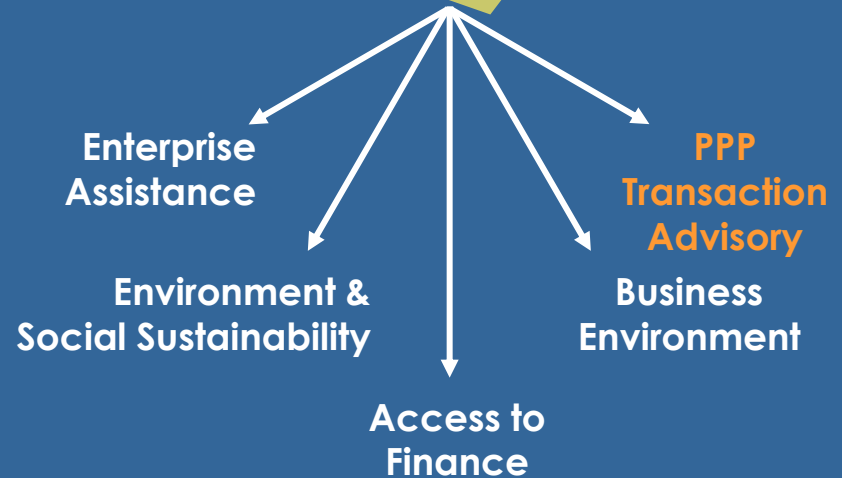 Enterprise
Assistance
PPP
Transaction
Advisory
Environment &
Social Sustainability
Business
Environment
Access to
Finance